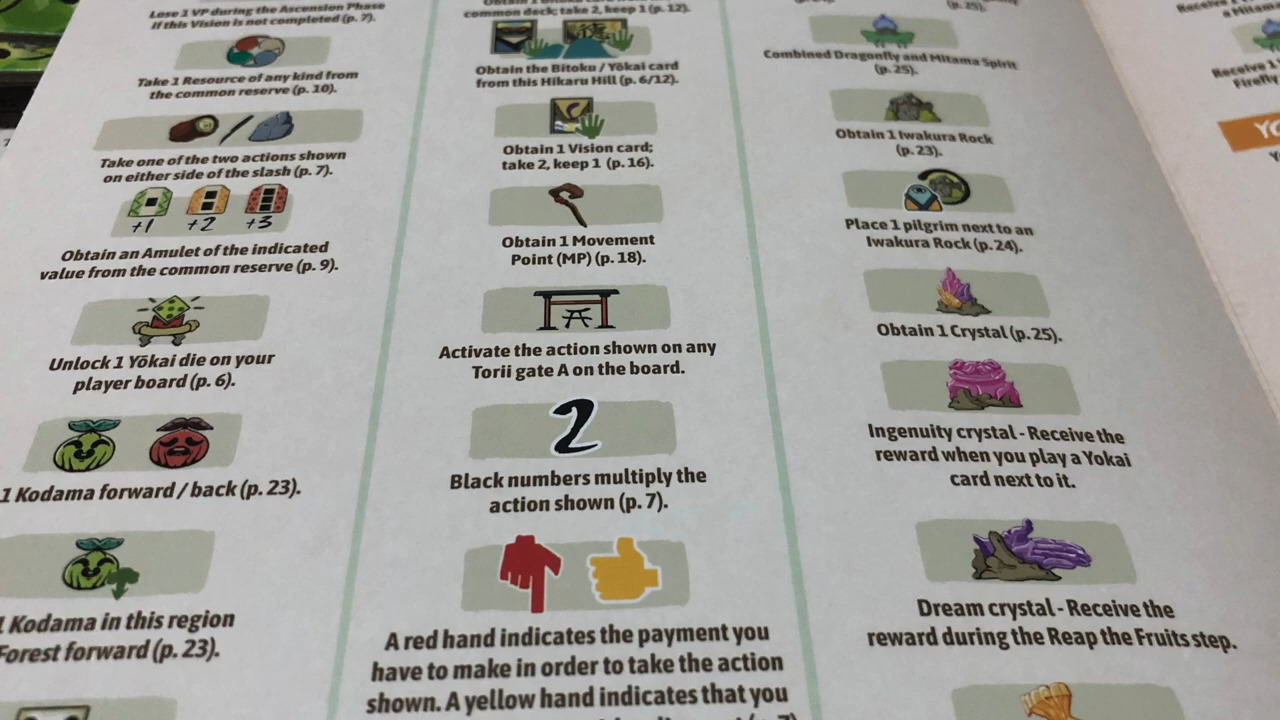 Lose 1 VP during the Ascension Phase
if this Vision is not completed (p. 7).
Take 1 Resource of any kind from
the common reserve (p. 10).
Take one of the two actions shown
on either side of the slash (p. 7).
+1 +2 +3
Obtain an Amulet of the indicated
value from the common reserve (p. 9).
Unlock 1 Yōkai die on your
player board (p. 6).
1 Kodama forward / back (p. 23).
1 Kodama in this region
Forest forward (p. 23).
common deck; take 2, keep 1 (p. 12).
Obtain the Bitoku / Yōkai card
from this Hikaru Hill (p. 6/12).
Obtain 1 Vision card;
take 2, keep 1 (p. 16).
Obtain 1 Movement
Point (MP) (p. 18).
Activate the action shown on any
Torii gate A on the board.
2
Black numbers multiply the
action shown (p. 7).
A red hand indicates the payment you
have to make in order to take the action
shown. A yellow hand indicates that you
(p. 25).
Combined Dragonfly and Mitama Spirit
(p. 25).
Obtain 1 Iwakura Rock
(p. 23).
Place 1 pilgrim next to an
Iwakura Rock (p. 24).
Obtain 1 Crystal (p. 25).
Ingenuity crystal - Receive the
reward when you play a Yokai
card next to it.
Dream crystal - Receive the
reward during the Reap the Fruits step.
Receive 1
Firefly